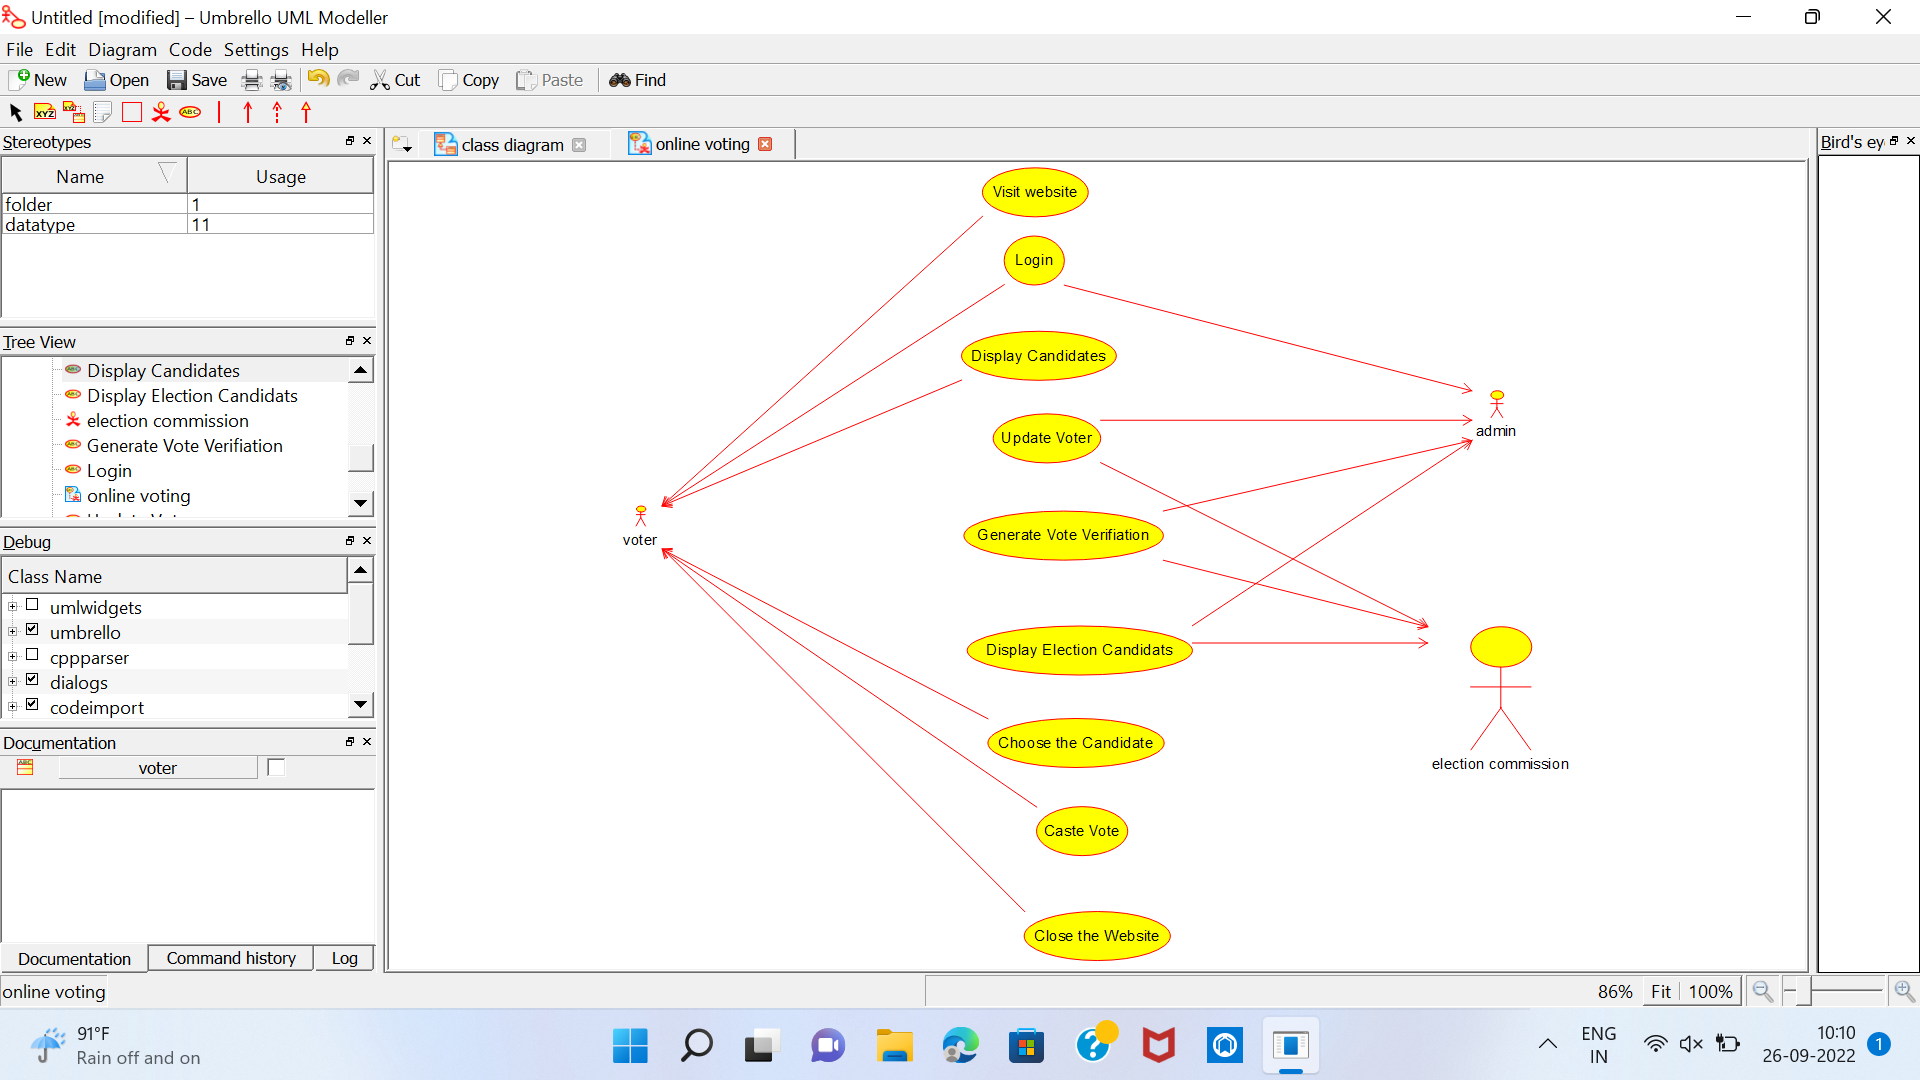 Untitled [modified] – Umbrello UML Modeller
File Edit Diagram Code Settings Help
New Open Save Cut Copy Paste Find
XYZ XYZ ABC
Stereotypes
Name Usage
folder 1
datatype 11
Tree View
Display Candidates
Display Election Candidats
election commission
Generate Vote Verifiation
Login
online voting
Debug
Class Name
umlwidgets
umbrello
cppparser
dialogs
codeimport
Documentation
voter
Documentation Command history Log
class diagram online voting
Bird's ey
Visit website
Login
Display Candidates
Update Voter
admin
Generate Vote Verifiation
voter
Display Election Candidats
Choose the Candidate
election commission
Caste Vote
Close the Website
online voting
86% Fit 100%
91°F
Rain off and on
ENG
IN
10:10
26-09-2022
1